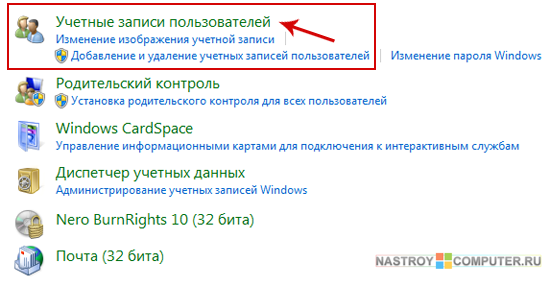 Учетные записи пользователей
Изменение изображения учетной записи
Добавление и удаление учетных записей пользователей
Изменение пароля Windows
Родительский контроль
Установка родительского контроля для всех пользователей
Windows CardSpace
Управление информационными картами для подключения к интерактивным службам
Диспетчер учетных данных
Администрирование учетных записей Windows
Nero BurnRights 10 (32 бита)
Почта (32 бита)
NASTROY COMPUTER.RU